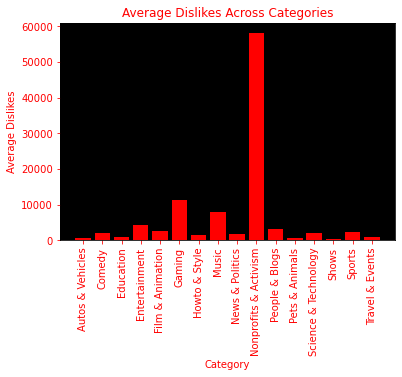 Average Dislikes Across Categories
60000
50000
40000
30000
20000
10000
0
Average Dislikes
Autos & Vehicles
Comedy
Education
Entertainment
Film & Animation
Gaming
Howto & Style
Music
News & Politics
Nonprofits & Activism
People & Blogs
Pets & Animals
Science & Technology
Shows
Sports
Travel & Events
Category